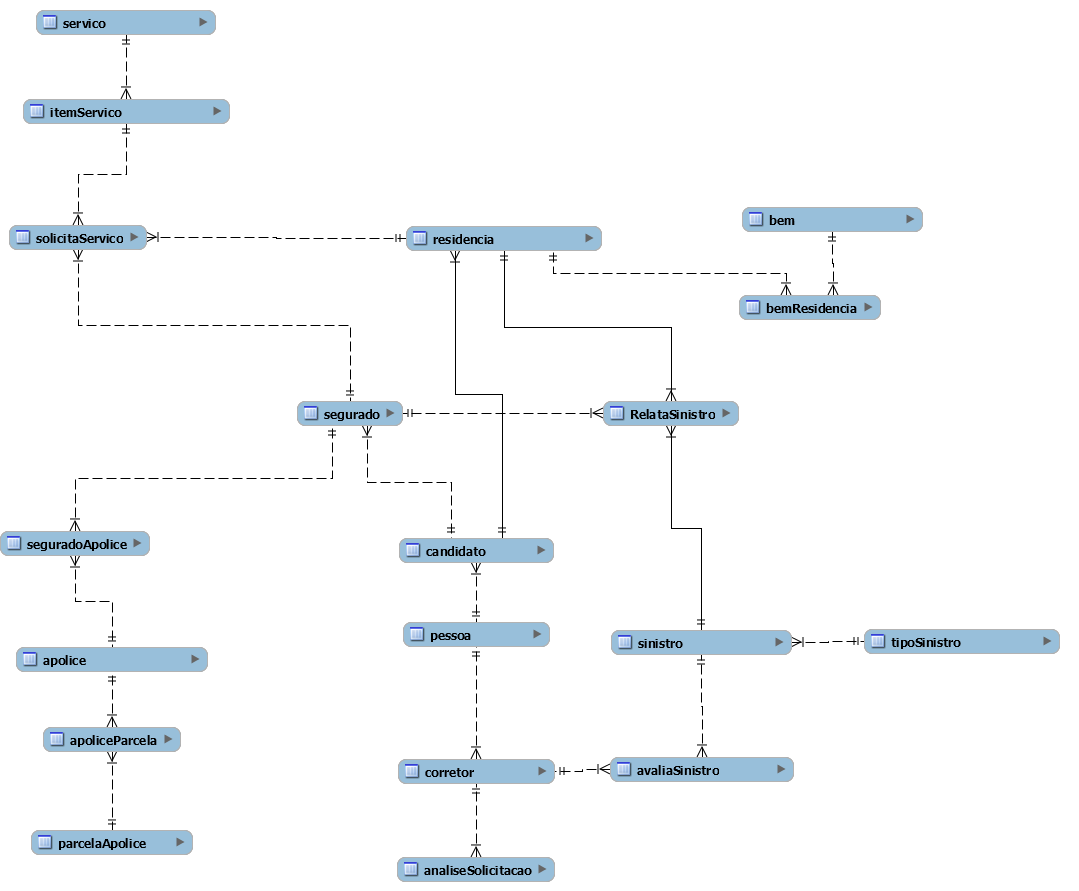 servico
itemServico
bem
solicitaServico
residencia
bemResidencia
segurado
RelataSinistro
seguradoApolice
candidato
pessoa
sinistro
tipoSinistro
apolice
apoliceParcela
corretor
avaliaSinistro
parcelaApolice
analiseSolicitacao